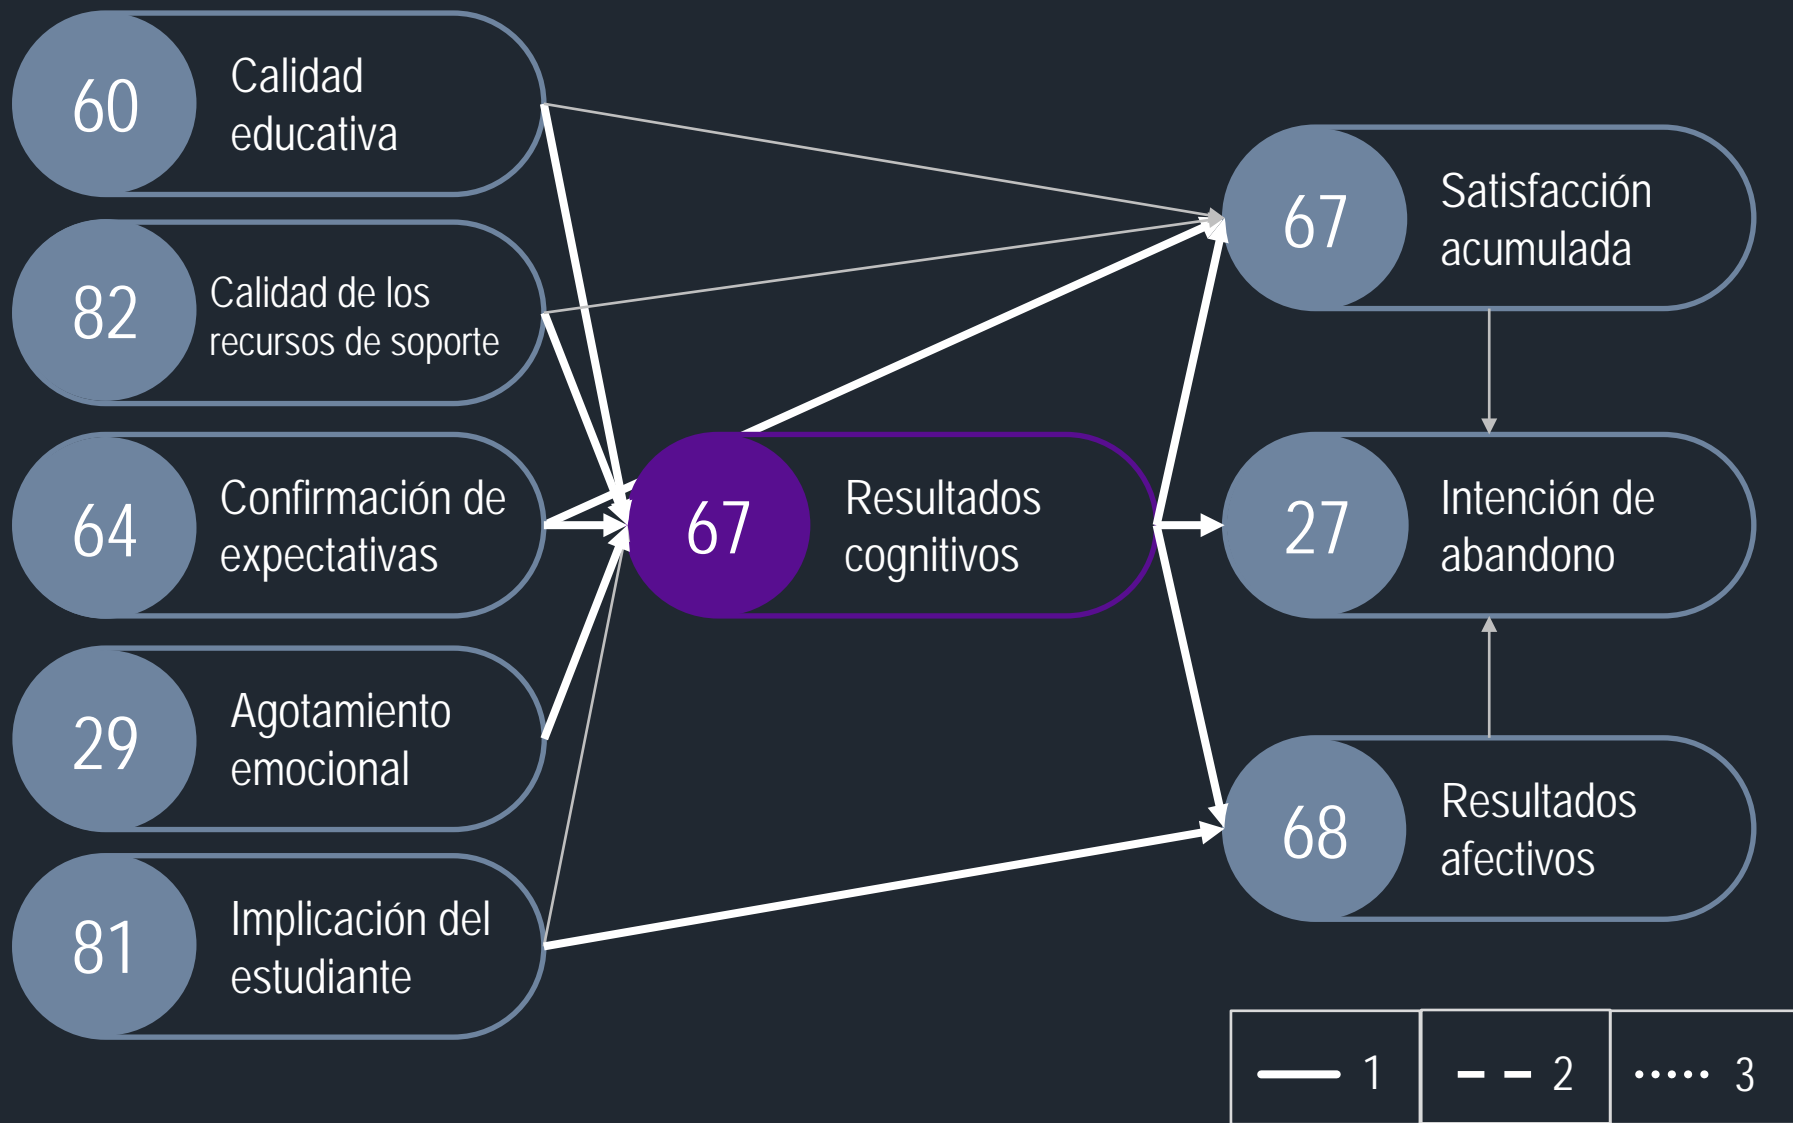 60
Calidad
educativa
82
Calidad de los
recursos de soporte
64
Confirmación de
expectativas
29
Agotamiento
emocional
81
Implicación del
estudiante
67
Resultados
cognitivos
67
Satisfacción
acumulada
27
Intención de
abandono
68
Resultados
afectivos
1
2
3